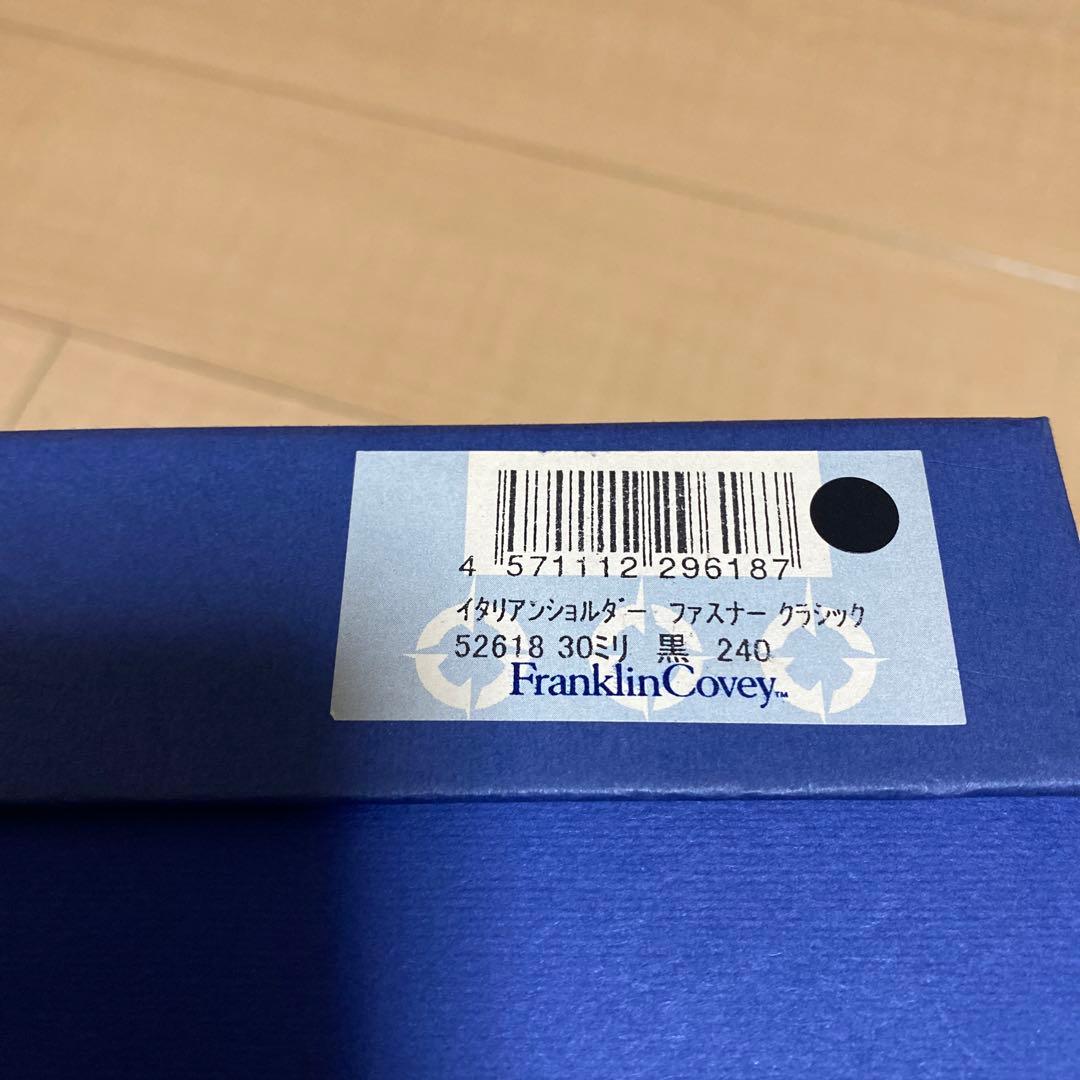 4 571112 296187
ｲﾀﾘｱﾝｼｮﾙﾀﾞｰ ﾌｧｽﾅｰ ｸﾗｼｯｸ
52618 30ﾐﾘ 黒 240
FranklinCovey™